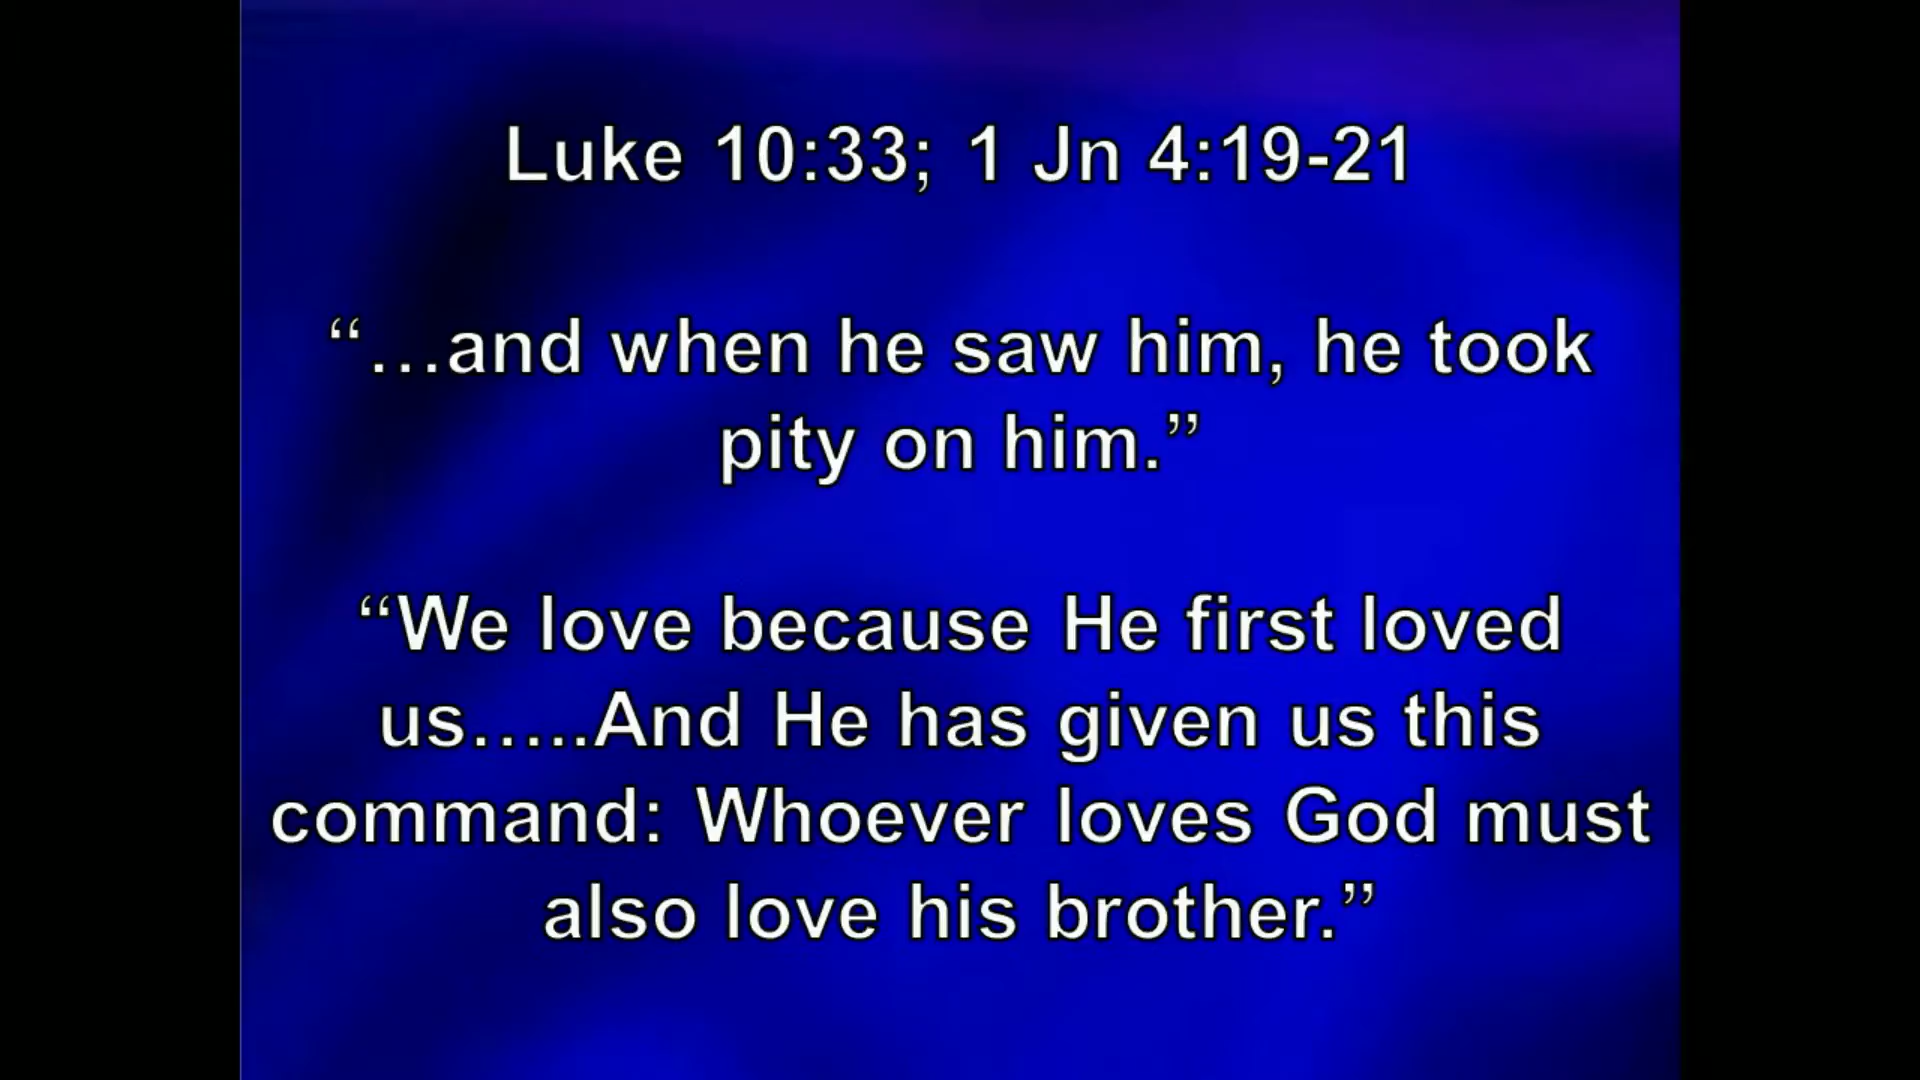 Luke 10:33; 1 Jn 4:19-21
“…and when he saw him, he took
pity on him.”
“We love because He first loved
us…..And He has given us this
command: Whoever loves God must
also love his brother.”